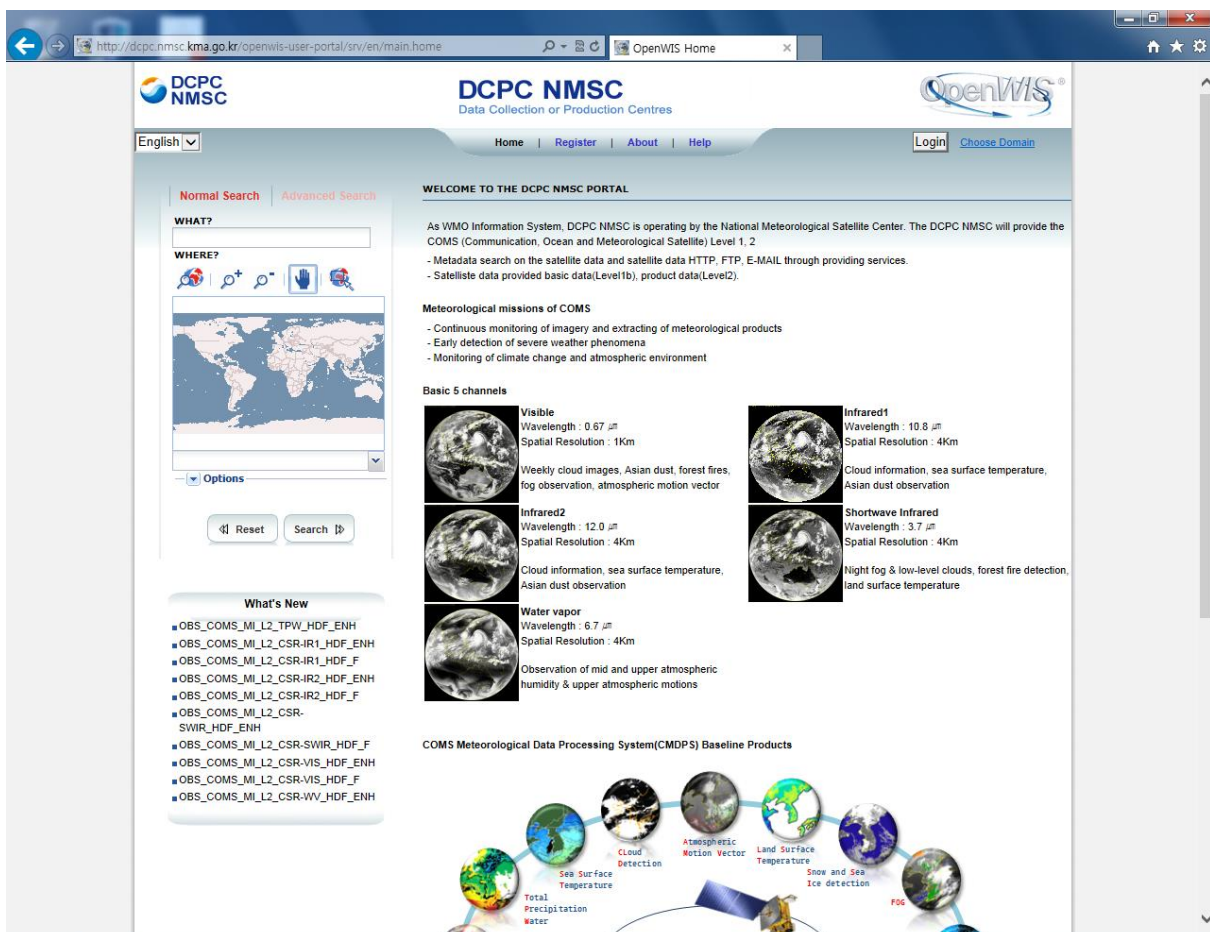 http://dcpc.nmsc.kma.go.kr/openwis-user-portal/srv/en/main.home
OpenWIS Home
DCPC
NMSC
DCPC NMSC
Data Collection or Production Centres
OpenWIS®
English
Home | Register | About | Help
Login
Choose Domain
Normal Search
Advanced Search
WHAT?
WHERE?
Options
Reset
Search
What's New
OBS_COMS_MI_L2_TPW_HDF_ENH
OBS_COMS_MI_L2_CSR-IR1_HDF_ENH
OBS_COMS_MI_L2_CSR-IR1_HDF_F
OBS_COMS_MI_L2_CSR-IR2_HDF_ENH
OBS_COMS_MI_L2_CSR-IR2_HDF_F
OBS_COMS_MI_L2_CSR-
SWIR_HDF_ENH
OBS_COMS_MI_L2_CSR-SWIR_HDF_F
OBS_COMS_MI_L2_CSR-VIS_HDF_ENH
OBS_COMS_MI_L2_CSR-VIS_HDF_F
OBS_COMS_MI_L2_CSR-WV_HDF_ENH
WELCOME TO THE DCPC NMSC PORTAL
As WMO Information System, DCPC NMSC is operating by the National Meteorological Satellite Center. The DCPC NMSC will provide the
COMS (Communication, Ocean and Meteorological Satellite) Level 1, 2
- Metadata search on the satellite data and satellite data HTTP, FTP, E-MAIL through providing services.
- Satelliste data provided basic data(Level1b), product data(Level2).
Meteorological missions of COMS
- Continuous monitoring of imagery and extracting of meteorological products
- Early detection of severe weather phenomena
- Monitoring of climate change and atmospheric environment
Basic 5 channels
Visible
Wavelength : 0.67 ㎛
Spatial Resolution : 1Km
Weekly cloud images, Asian dust, forest fires,
fog observation, atmospheric motion vector
Infrared1
Wavelength : 10.8 ㎛
Spatial Resolution : 4Km
Cloud information, sea surface temperature,
Asian dust observation
Infrared2
Wavelength : 12.0 ㎛
Spatial Resolution : 4Km
Cloud information, sea surface temperature,
Asian dust observation
Shortwave Infrared
Wavelength : 3.7 ㎛
Spatial Resolution : 4Km
Night fog & low-level clouds, forest fire detection,
land surface temperature
Water vapor
Wavelength : 6.7 ㎛
Spatial Resolution : 4Km
Observation of mid and upper atmospheric
humidity & upper atmospheric motions
COMS Meteorological Data Processing System(CMDPS) Baseline Products
Total
Precipitation
Water
Sea Surface
Temperature
CLoud
Detection
Atmospheric
Motion Vector
Land Surface
Temperature
Snow and Sea
Ice detection
FOG